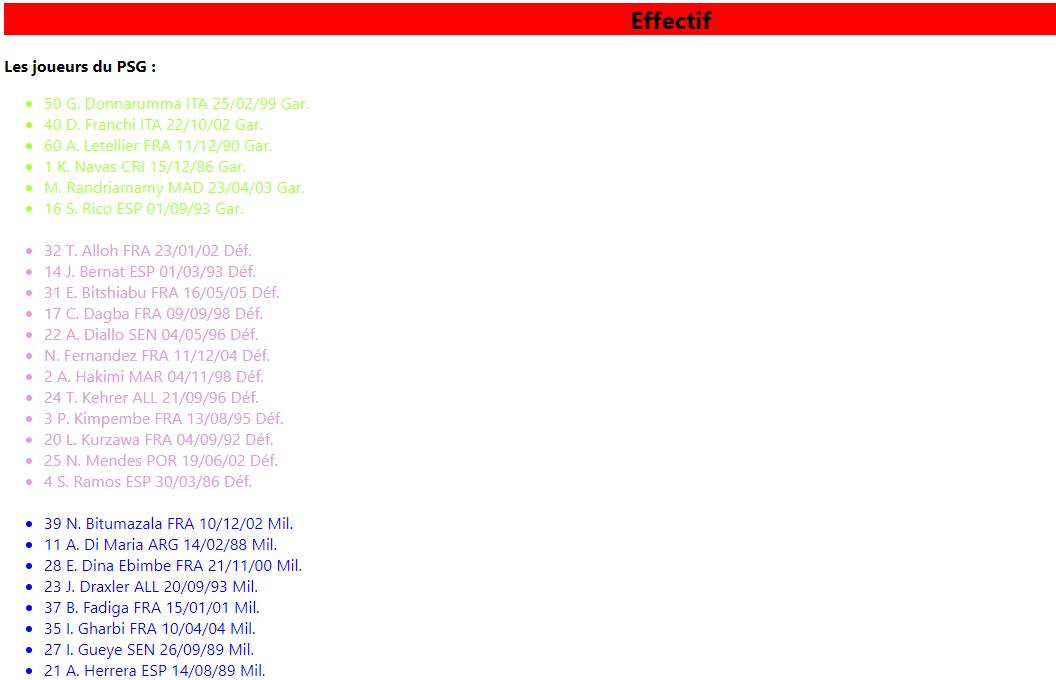 Effectif
Les joueurs du PSG :
50 G. Donnarumma ITA 25/02/99 Gar.
40 D. Franchi ITA 22/10/02 Gar.
60 A. Letellier FRA 11/12/90 Gar.
1 K. Navas CRI 15/12/86 Gar.
M. Randriamamy MAD 23/04/03 Gar.
16 S. Rico ESP 01/09/93 Gar.
32 T. Alloh FRA 23/01/02 Déf.
14 J. Bernat ESP 01/03/93 Déf.
31 E. Bitshiabu FRA 16/05/05 Déf.
17 C. Dagba FRA 09/09/98 Déf.
22 A. Diallo SEN 04/05/96 Déf.
N. Fernandez FRA 11/12/04 Déf.
2 A. Hakimi MAR 04/11/98 Déf.
24 T. Kehrer ALL 21/09/96 Déf.
3 P. Kimpembe FRA 13/08/95 Déf.
20 L. Kurzawa FRA 04/09/92 Déf.
25 N. Mendes POR 19/06/02 Déf.
4 S. Ramos ESP 30/03/86 Déf.
39 N. Bitumazala FRA 10/12/02 Mil.
11 A. Di Maria ARG 14/02/88 Mil.
28 E. Dina Ebimbe FRA 21/11/00 Mil.
23 J. Draxler ALL 20/09/93 Mil.
37 B. Fadiga FRA 15/01/01 Mil.
35 I. Gharbi FRA 10/04/04 Mil.
27 I. Gueye SEN 26/09/89 Mil.
21 A. Herrera ESP 14/08/89 Mil.